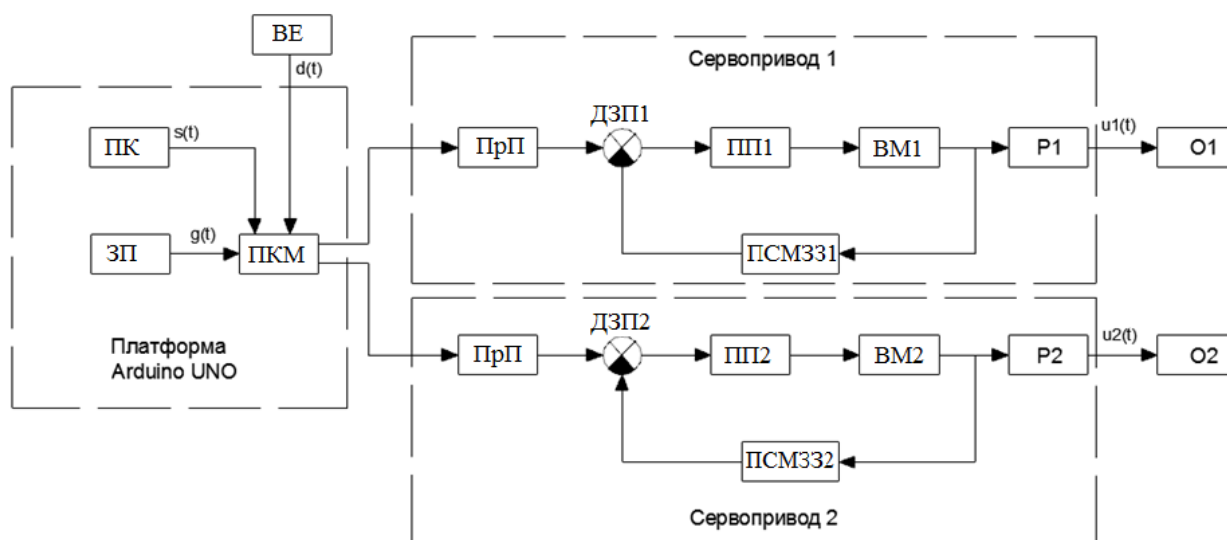 ВЕ
d(t)
Сервопривод 1
ДЗП1
ПК
s(t)
ПрП
ПП1
ВМ1
Р1
u1(t)
О1
ЗП
g(t)
ПКМ
ПСМЗЗ1
Платформа
Arduino UNO
ДЗП2
ПрП
ПП2
ВМ2
Р2
u2(t)
О2
ПСМЗЗ2
Сервопривод 2